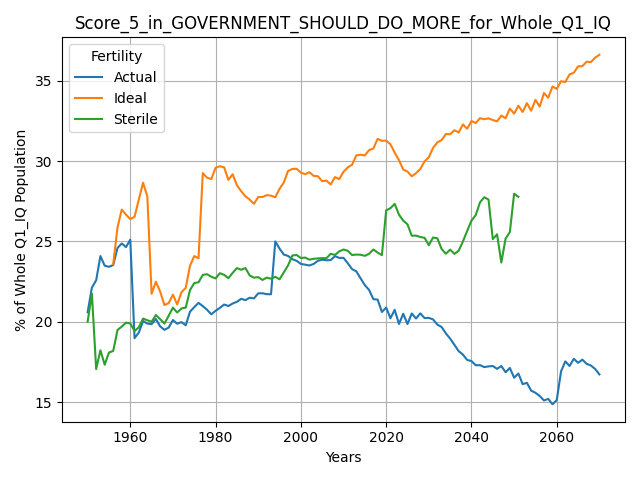 Score_5_in_GOVERNMENT_SHOULD_DO_MORE_for_Whole_Q1_IQ
Fertility
Actual
Ideal
Sterile
% of Whole Q1_IQ Population
35
30
25
20
15
1960
1980
2000
2020
2040
2060
Years